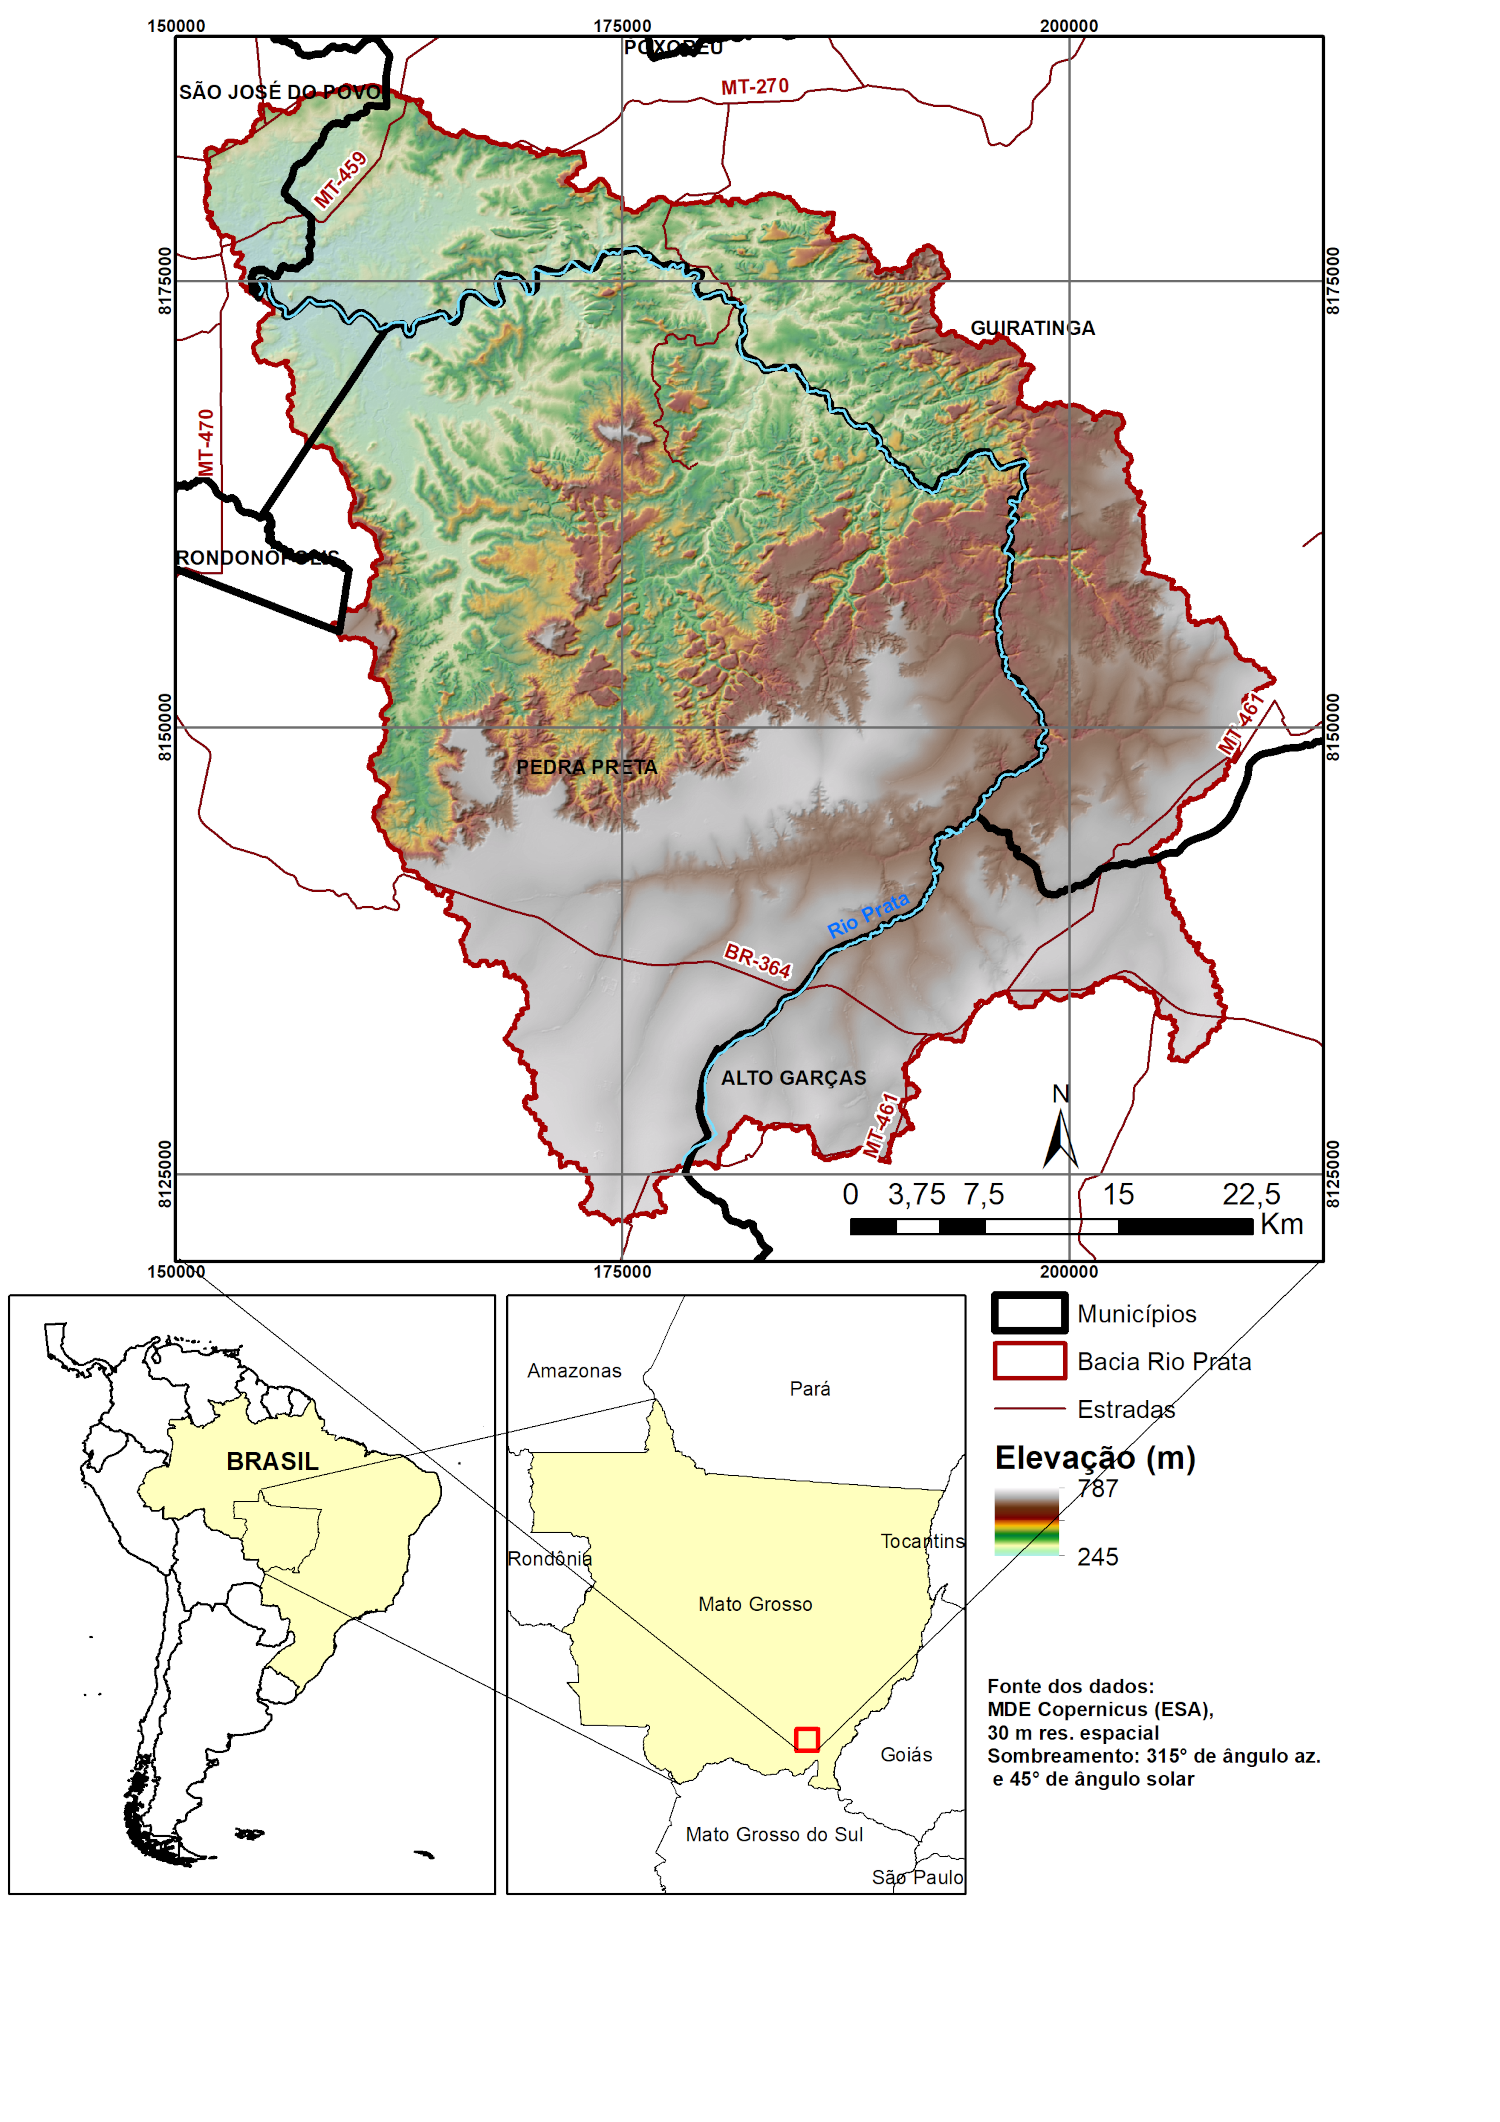 150000 175000 200000
POXORÉU
SÃO JOSÉ DO POVO
MT-270
MT-459
8175000
8175000
GUIRATINGA
MT-470
RONDONÓPOLIS
8150000
8150000
MT-461
PEDRA PRETA
Rio Prata
BR-364
ALTO GARÇAS
MT-461
N
8125000
8125000
0 3,75 7,5 15 22,5
Km
150000 175000 200000
BRASIL
Amazonas
Pará
Tocantins
Rondônia
Mato Grosso
Goiás
Mato Grosso do Sul
São Paulo
Municípios
Bacia Rio Prata
Estradas
Elevação (m)
787
245
Fonte dos dados:
MDE Copernicus (ESA),
30 m res. espacial
Sombreamento: 315° de ângulo az.
e 45° de ângulo solar